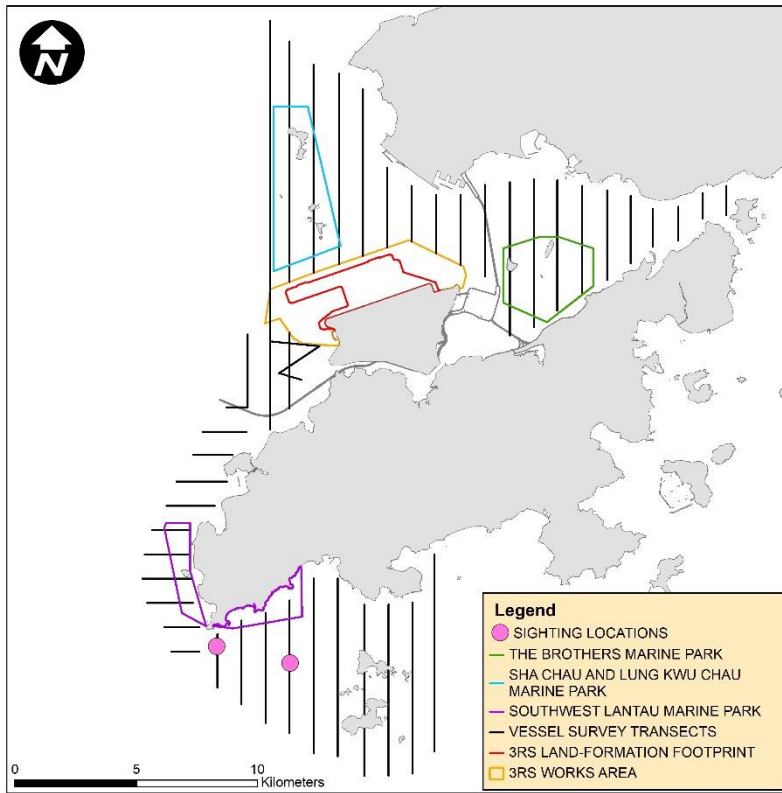 N
Legend
SIGHTING LOCATIONS
THE BROTHERS MARINE PARK
SHA CHAU AND LUNG KWU CHAU
MARINE PARK
SOUTHWEST LANTAU MARINE PARK
VESSEL SURVEY TRANSECTS
3RS LAND-FORMATION FOOTPRINT
3RS WORKS AREA
0 5 10
Kilometers